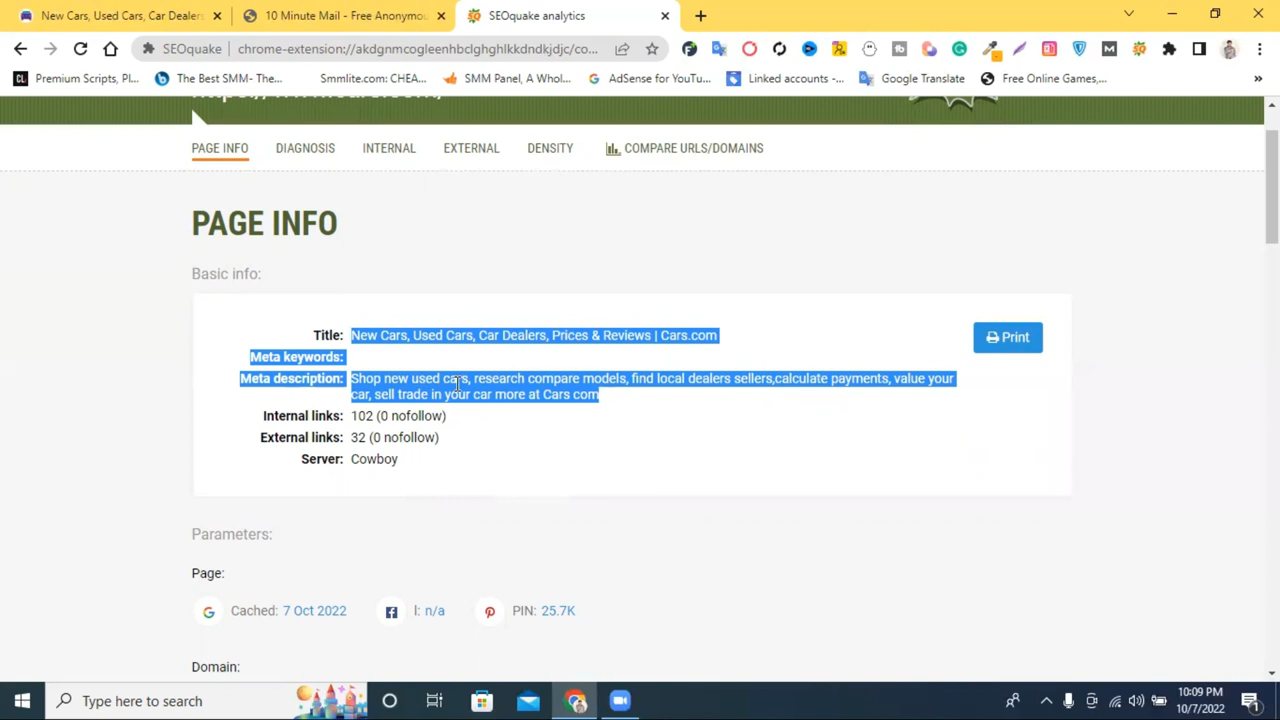 New Cars, Used Cars, Car Dealers
10 Minute Mail - Free Anonymou
SEOquake analytics
SEOquake
chrome-extension://akdgnmcogleenhbclghghlkkdndkjdjc/co...
Premium Scripts, Pl...
The Best SMM- The...
Smmlite.com: CHEA...
SMM Panel, A Whol...
AdSense for YouTu...
Linked accounts -...
Google Translate
Free Online Games,...
PAGE INFO
DIAGNOSIS
INTERNAL
EXTERNAL
DENSITY
COMPARE URLS/DOMAINS
PAGE INFO
Basic info:
Title: New Cars, Used Cars, Car Dealers, Prices & Reviews | Cars.com
Print
Meta keywords:
Meta description: Shop new used cars, research compare models, find local dealers sellers,calculate payments, value your
car, sell trade in your car more at Cars com
Internal links: 102 (0 nofollow)
External links: 32 (0 nofollow)
Server: Cowboy
Parameters:
Page:
Cached: 7 Oct 2022
l: n/a
PIN: 25.7K
Domain:
Type here to search
10:09 PM
10/7/2022
1